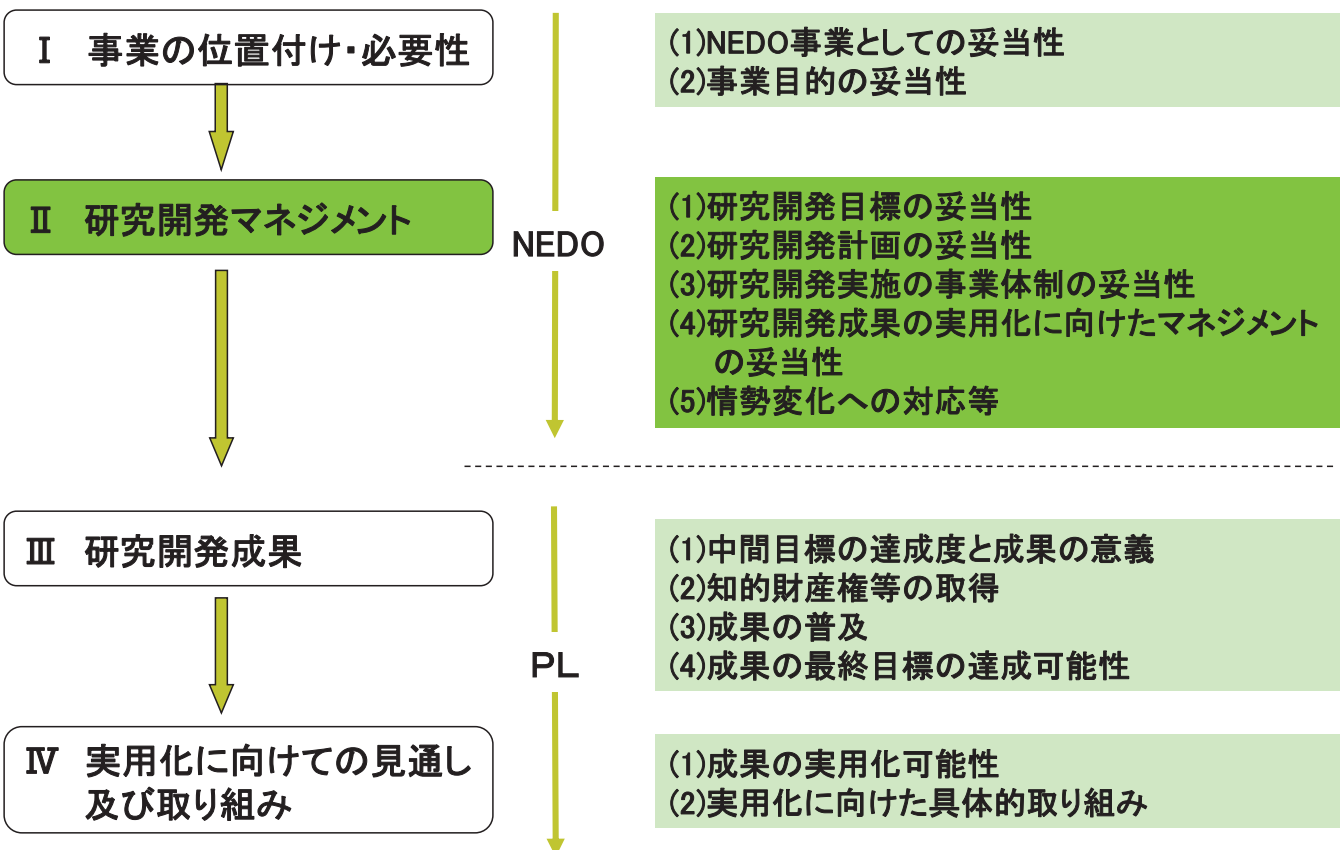 Ⅰ 事業の位置付け・必要性
(1)NEDO事業としての妥当性
(2)事業目的の妥当性
Ⅱ 研究開発マネジメント
NEDO
(1)研究開発目標の妥当性
(2)研究開発計画の妥当性
(3)研究開発実施の事業体制の妥当性
(4)研究開発成果の実用化に向けたマネジメント
の妥当性
(5)情勢変化への対応等
Ⅲ 研究開発成果
PL
(1)中間目標の達成度と成果の意義
(2)知的財産権等の取得
(3)成果の普及
(4)成果の最終目標の達成可能性
Ⅳ 実用化に向けての見通し
及び取り組み
(1)成果の実用化可能性
(2)実用化に向けた具体的取り組み